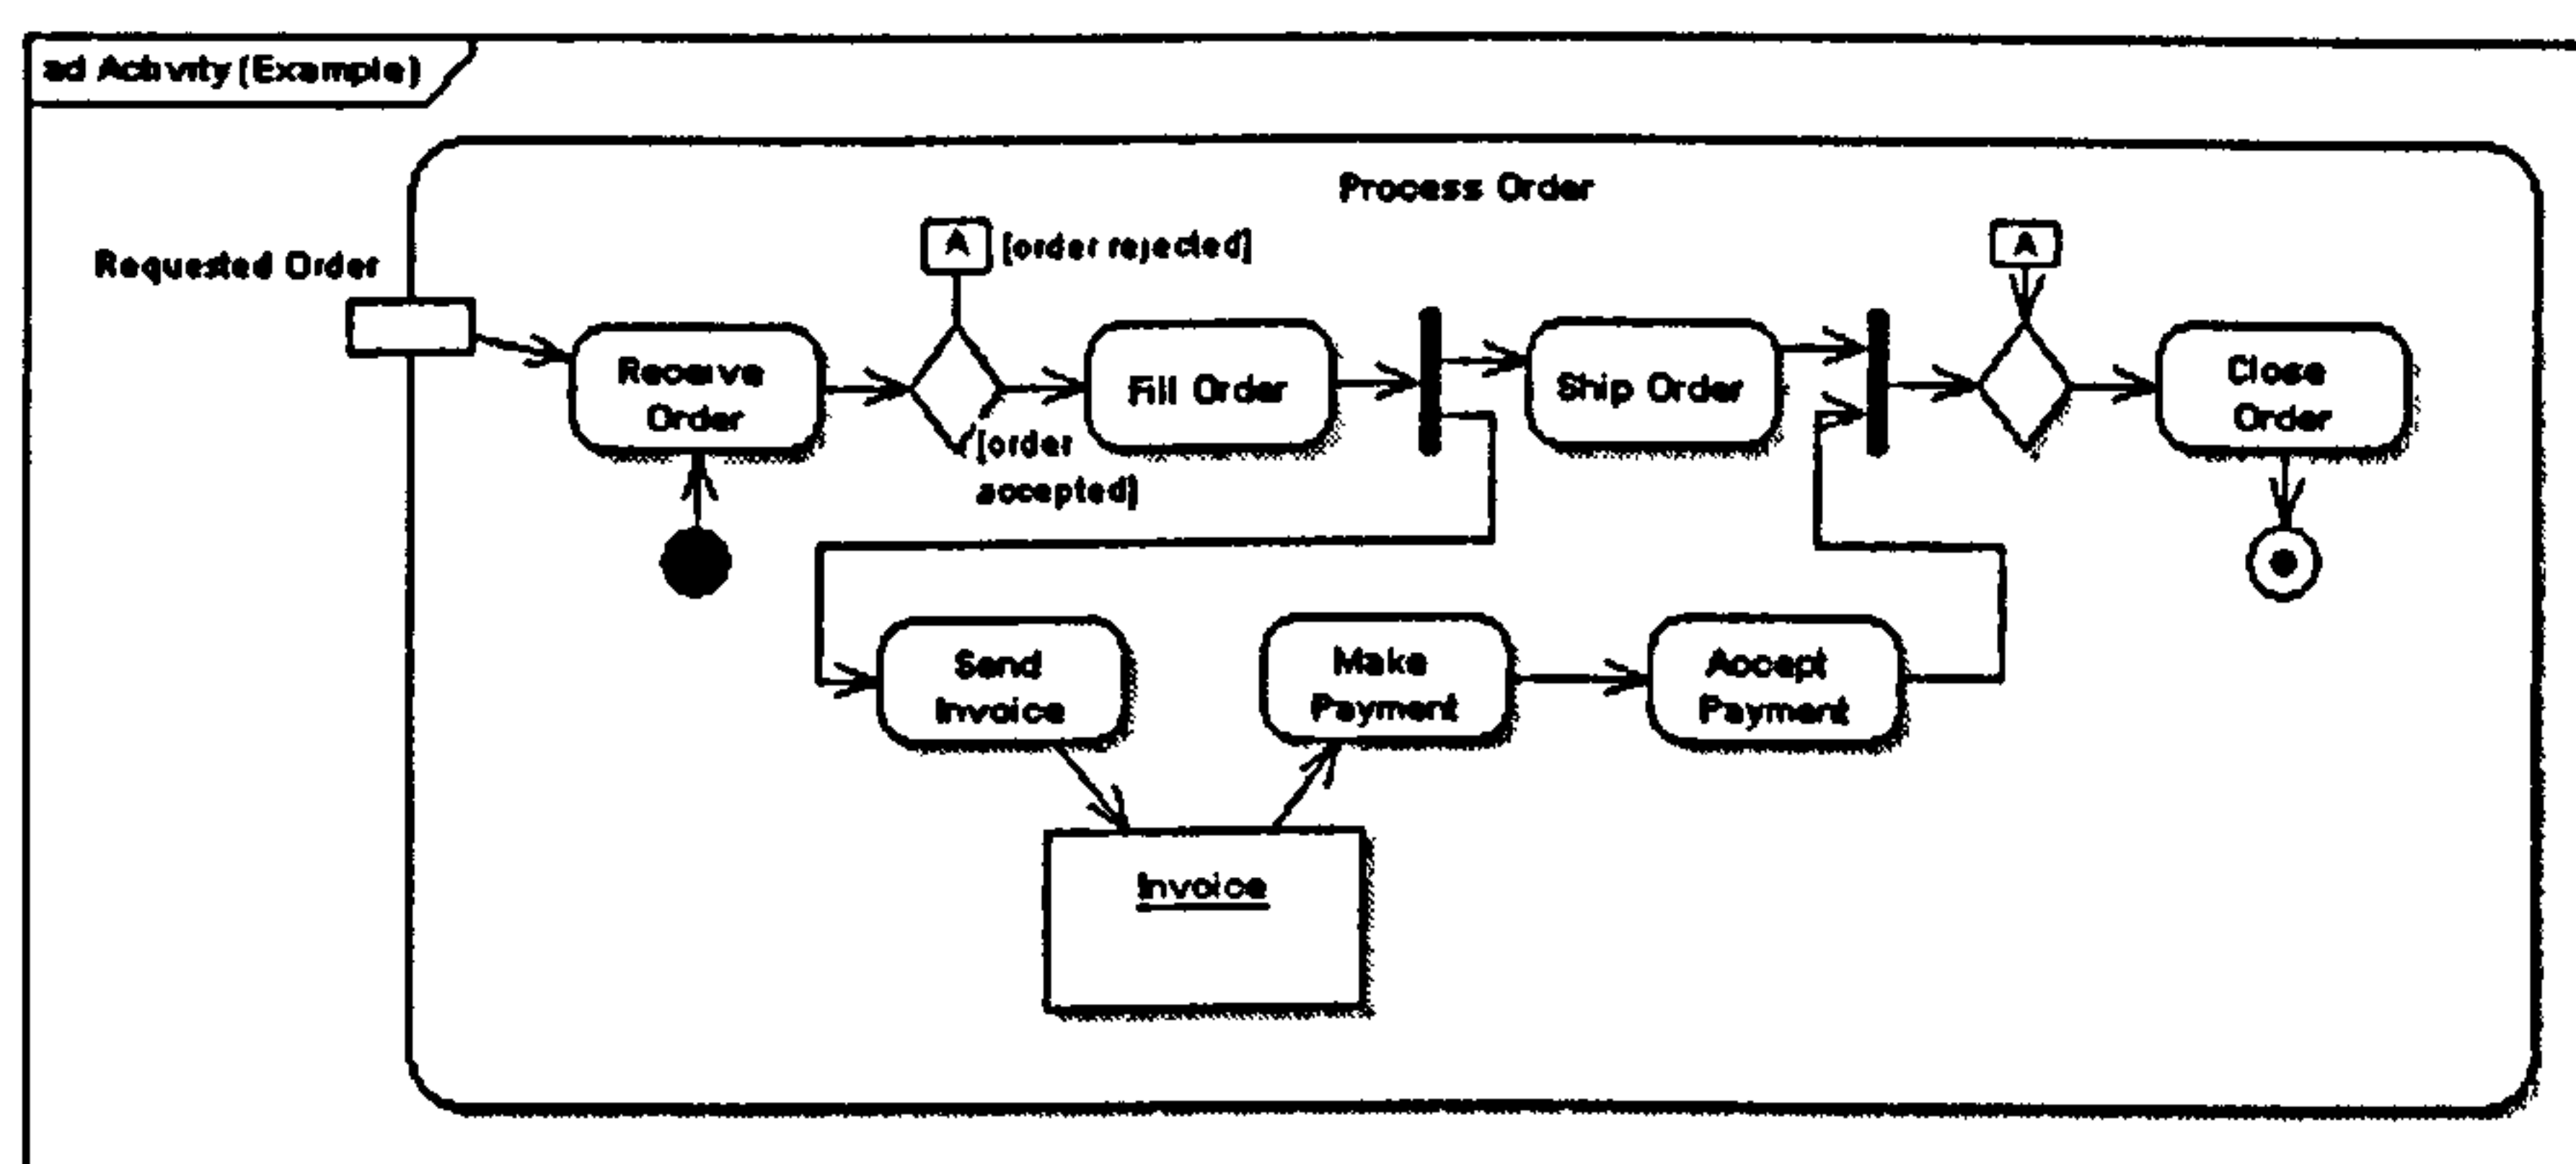 ad Activity (Example)
Process Order
Requested Order
A
[order rejected]
A
Receive
Order
Fill Order
Ship Order
Close
Order
[order
accepted]
Send
Invoice
Make
Payment
Accept
Payment
Invoice